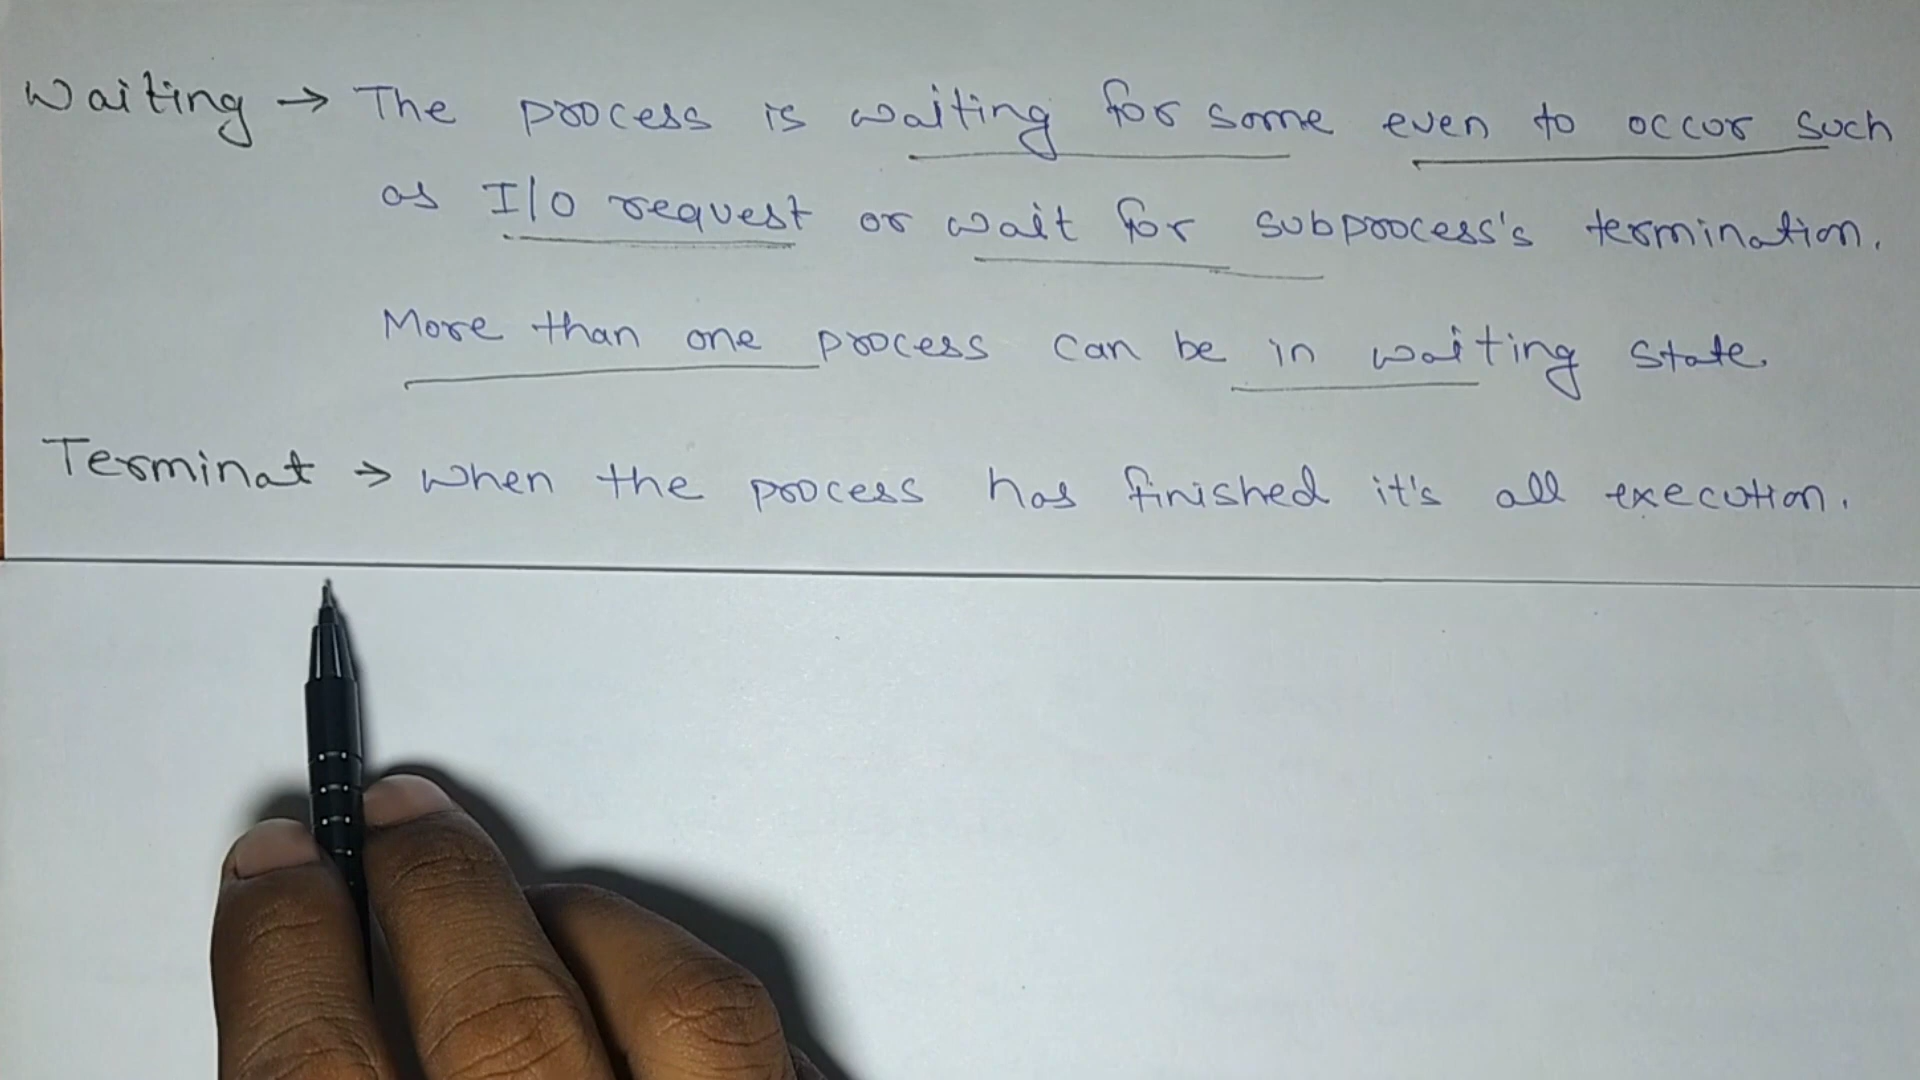 Waiting → The process is waiting for some even to occur such
as I/O request or wait for subprocess's termination.
More than one process can be in waiting state.
Terminat → when the process has finished it's all execution.